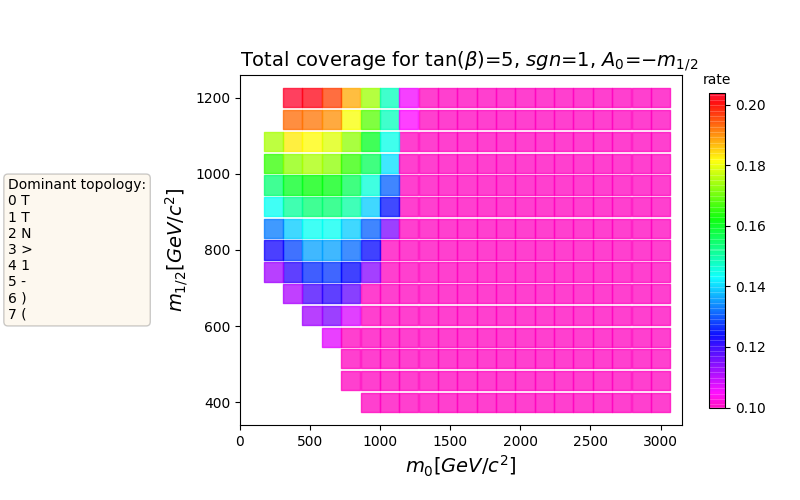 Total coverage for tan(β)=5, sgn=1, A₀=−m₁/₂
rate
1200
1000
800
600
400
m₁/₂[GeV/c²]
0 500 1000 1500 2000 2500 3000
m₀[GeV/c²]
0.20
0.18
0.16
0.14
0.12
0.10
Dominant topology:
0 T
1 T
2 N
3 >
4 1
5 -
6 )
7 (